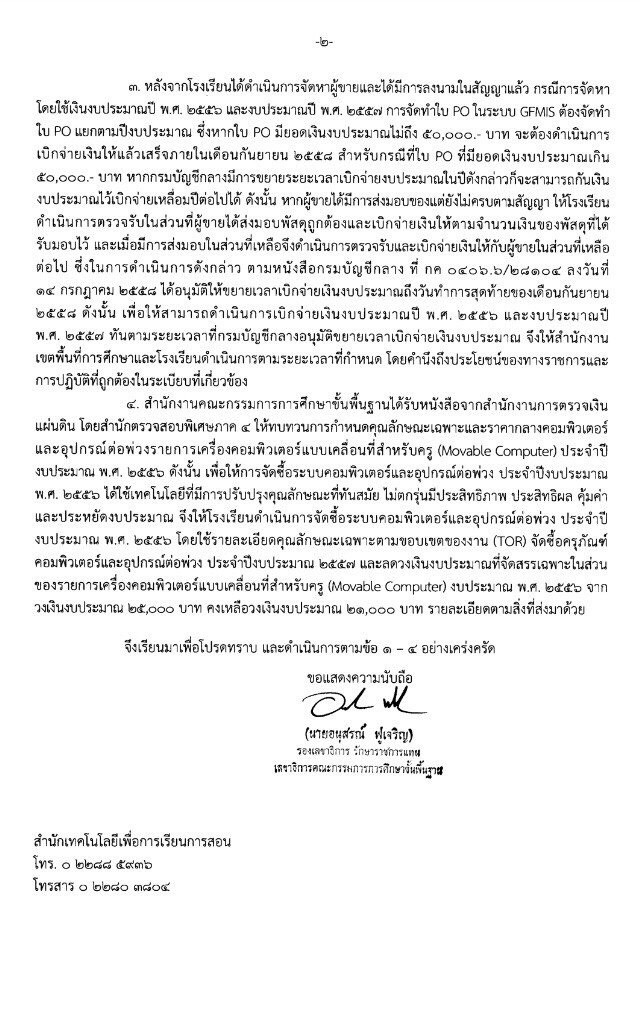 -๒-
๓. หลังจากโรงเรียนได้ดำเนินการจัดหาผู้ขายและได้มีการลงนามในสัญญาแล้ว กรณีการจัดหา
โดยใช้เงินงบประมาณปี พ.ศ. ๒๕๕๖ และงบประมาณปี พ.ศ. ๒๕๕๗ การจัดทำใบ PO ในระบบ GFMIS ต้องจัดทำ
ใบ PO แยกตามปีงบประมาณ ซึ่งหากใบ PO มียอดเงินงบประมาณไม่ถึง ๕๐,๐๐๐.- บาท จะต้องดำเนินการ
เบิกจ่ายเงินให้แล้วเสร็จภายในเดือนกันยายน ๒๕๕๘ สำหรับกรณีที่ใบ PO ที่มียอดเงินงบประมาณเกิน
๕๐,๐๐๐.- บาท หากกรมบัญชีกลางมีการขยายระยะเวลาเบิกจ่ายงบประมาณในปีดังกล่าวก็จะสามารถกันเงิน
งบประมาณไว้เบิกจ่ายเหลื่อมปีต่อไปได้ ดังนั้น หากผู้ขายได้มีการส่งมอบของแต่ยังไม่ครบตามสัญญา ให้โรงเรียน
ดำเนินการตรวจรับในส่วนที่ผู้ขายได้ส่งมอบพัสดุถูกต้องและเบิกจ่ายเงินให้ตามจำนวนเงินของพัสดุที่ได้
รับมอบไว้ และเมื่อมีการส่งมอบในส่วนที่เหลือจึงดำเนินการตรวจรับและเบิกจ่ายเงินให้กับผู้ขายในส่วนที่เหลือ
ต่อไป ซึ่งในการดำเนินการดังกล่าว ตามหนังสือกรมบัญชีกลาง ที่ กค ๐๔๐๖.๖/๒๘๑๐๔ ลงวันที่
๑๔ กรกฎาคม ๒๕๕๘ ได้อนุมัติให้ขยายเวลาเบิกจ่ายเงินงบประมาณถึงวันทำการสุดท้ายของเดือนกันยายน
๒๕๕๘ ดังนั้น เพื่อให้สามารถดำเนินการเบิกจ่ายเงินงบประมาณปี พ.ศ. ๒๕๕๖ และงบประมาณปี
พ.ศ. ๒๕๕๗ ทันตามระยะเวลาที่กรมบัญชีกลางอนุมัติขยายเวลาเบิกจ่ายเงินงบประมาณ จึงให้สำนักงาน
เขตพื้นที่การศึกษาและโรงเรียนดำเนินการตามระยะเวลาที่กำหนด โดยคำนึงถึงประโยชน์ของทางราชการและ
การปฏิบัติที่ถูกต้องในระเบียบที่เกี่ยวข้อง
๔. สำนักงานคณะกรรมการการศึกษาขั้นพื้นฐานได้รับหนังสือจากสำนักงานการตรวจเงิน
แผ่นดิน โดยสำนักตรวจสอบพิเศษภาค ๔ ให้ทบทวนการกำหนดคุณลักษณะเฉพาะและราคากลางคอมพิวเตอร์
และอุปกรณ์ต่อพ่วงรายการเครื่องคอมพิวเตอร์แบบเคลื่อนที่สำหรับครู (Movable Computer) ประจำปี
งบประมาณ พ.ศ. ๒๕๕๖ ดังนั้น เพื่อให้การจัดซื้อระบบคอมพิวเตอร์และอุปกรณ์ต่อพ่วง ประจำปีงบประมาณ
พ.ศ. ๒๕๕๖ ได้ใช้เทคโนโลยีที่มีการปรับปรุงคุณลักษณะที่ทันสมัย ไม่ตกรุ่นมีประสิทธิภาพ ประสิทธิผล คุ้มค่า
และประหยัดงบประมาณ จึงให้โรงเรียนดำเนินการจัดซื้อระบบคอมพิวเตอร์และอุปกรณ์ต่อพ่วง ประจำปี
งบประมาณ พ.ศ. ๒๕๕๖ โดยใช้รายละเอียดคุณลักษณะเฉพาะตามขอบเขตของงาน (TOR) จัดซื้อครุภัณฑ์
คอมพิวเตอร์และอุปกรณ์ต่อพ่วง ประจำปีงบประมาณ ๒๕๕๗ และลดวงเงินงบประมาณที่จัดสรรเฉพาะในส่วน
ของรายการเครื่องคอมพิวเตอร์แบบเคลื่อนที่สำหรับครู (Movable Computer) งบประมาณ พ.ศ. ๒๕๕๖ จาก
วงเงินงบประมาณ ๒๕,๐๐๐ บาท คงเหลือวงเงินงบประมาณ ๒๑,๐๐๐ บาท รายละเอียดตามสิ่งที่ส่งมาด้วย
จึงเรียนมาเพื่อโปรดทราบ และดำเนินการตามข้อ ๑ – ๔ อย่างเคร่งครัด
ขอแสดงความนับถือ
(นายอนุสรณ์ ฟูเจริญ)
รองเลขาธิการ รักษาราชการแทน
เลขาธิการคณะกรรมการการศึกษาขั้นพื้นฐาน
สำนักเทคโนโลยีเพื่อการเรียนการสอน
โทร. ๐ ๒๒๘๘ ๕๙๓๖
โทรสาร ๐ ๒๒๘๐ ๓๘๐๔